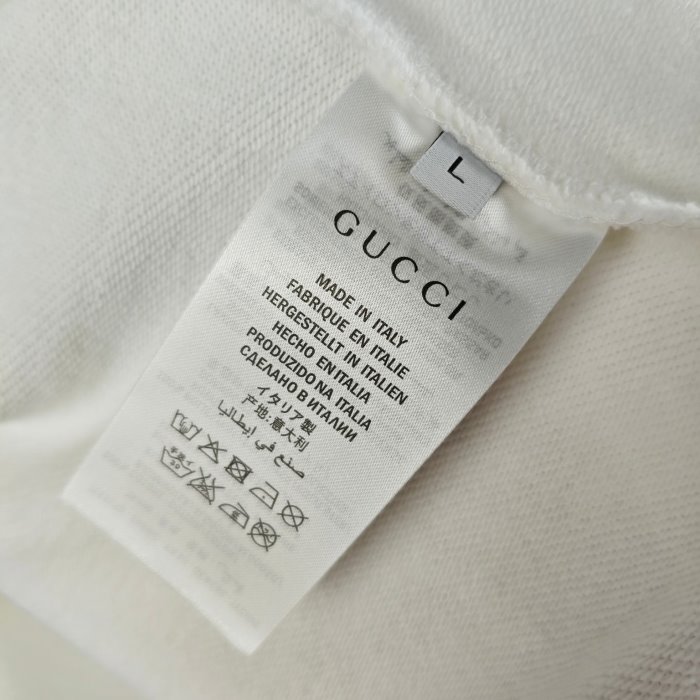 L
GUCCI
MADE IN ITALY
FABRIQUE EN ITALIE
HERGESTELLT IN ITALIEN
HECHO EN ITALIA
PRODUZIDO NA ITALIA
СДЕЛАНО В ИТАЛИИ
イタリア製
产地:意大利
صنع في إيطاليا